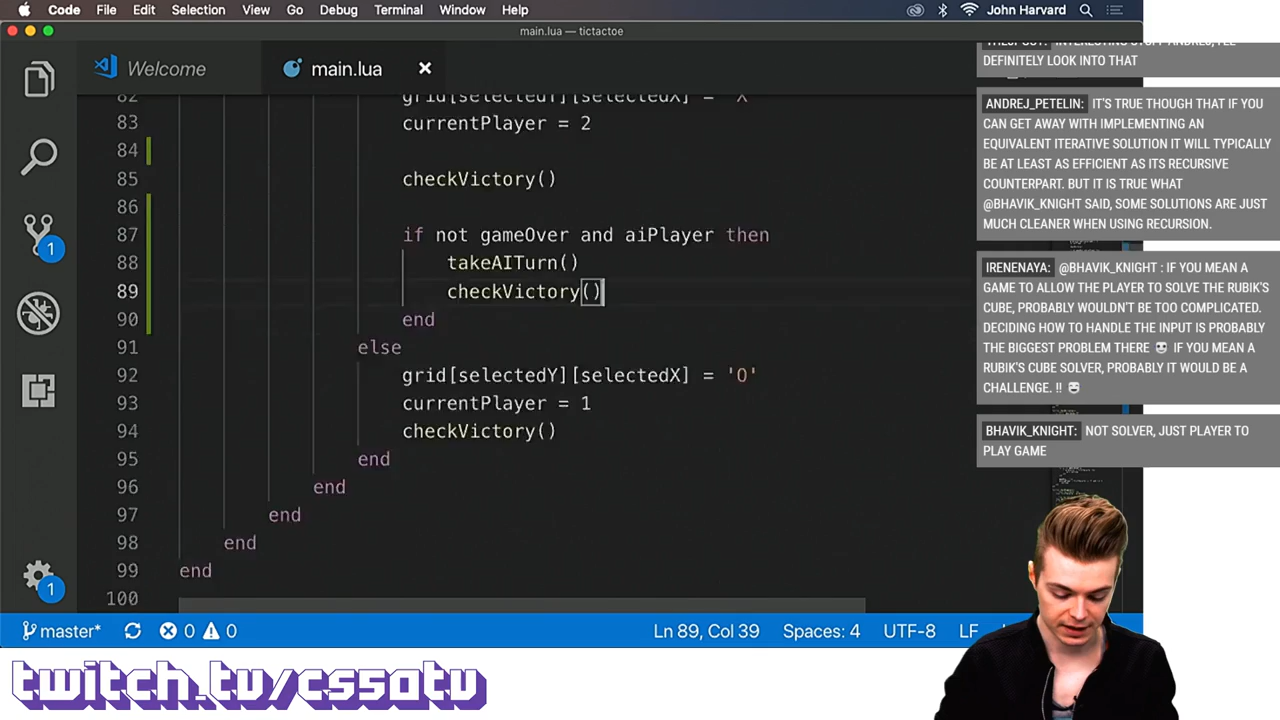 Code File Edit Selection View Go Debug Terminal Window Help John Harvard
main.lua — tictactoe
Welcome main.lua
82 grid[selectedY][selectedX] = 'X'
83 currentPlayer = 2
84
85 checkVictory()
86
87 if not gameOver and aiPlayer then
88 takeAITurn()
89 checkVictory()
90 end
91 else
92 grid[selectedY][selectedX] = 'O'
93 currentPlayer = 1
94 checkVictory()
95 end
96 end
97 end
98 end
99 end
100
1
1
master* 0 0 Ln 89, Col 39 Spaces: 4 UTF-8 LF
DEFINITELY LOOK INTO THAT
ANDREJ_PETELIN: IT'S TRUE THOUGH THAT IF YOU
CAN GET AWAY WITH IMPLEMENTING AN
EQUIVALENT ITERATIVE SOLUTION IT WILL TYPICALLY
BE AT LEAST AS EFFICIENT AS ITS RECURSIVE
COUNTERPART. BUT IT IS TRUE WHAT
@BHAVIK_KNIGHT SAID, SOME SOLUTIONS ARE JUST
MUCH CLEANER WHEN USING RECURSION.
IRENENAYA: @BHAVIK_KNIGHT : IF YOU MEAN A
GAME TO ALLOW THE PLAYER TO SOLVE THE RUBIK'S
CUBE, PROBABLY WOULDN'T BE TOO COMPLICATED.
DECIDING HOW TO HANDLE THE INPUT IS PROBABLY
THE BIGGEST PROBLEM THERE IF YOU MEAN A
RUBIK'S CUBE SOLVER, PROBABLY IT WOULD BE A
CHALLENGE. !!
BHAVIK_KNIGHT: NOT SOLVER, JUST PLAYER TO
PLAY GAME
twitch.tv/cs50tv